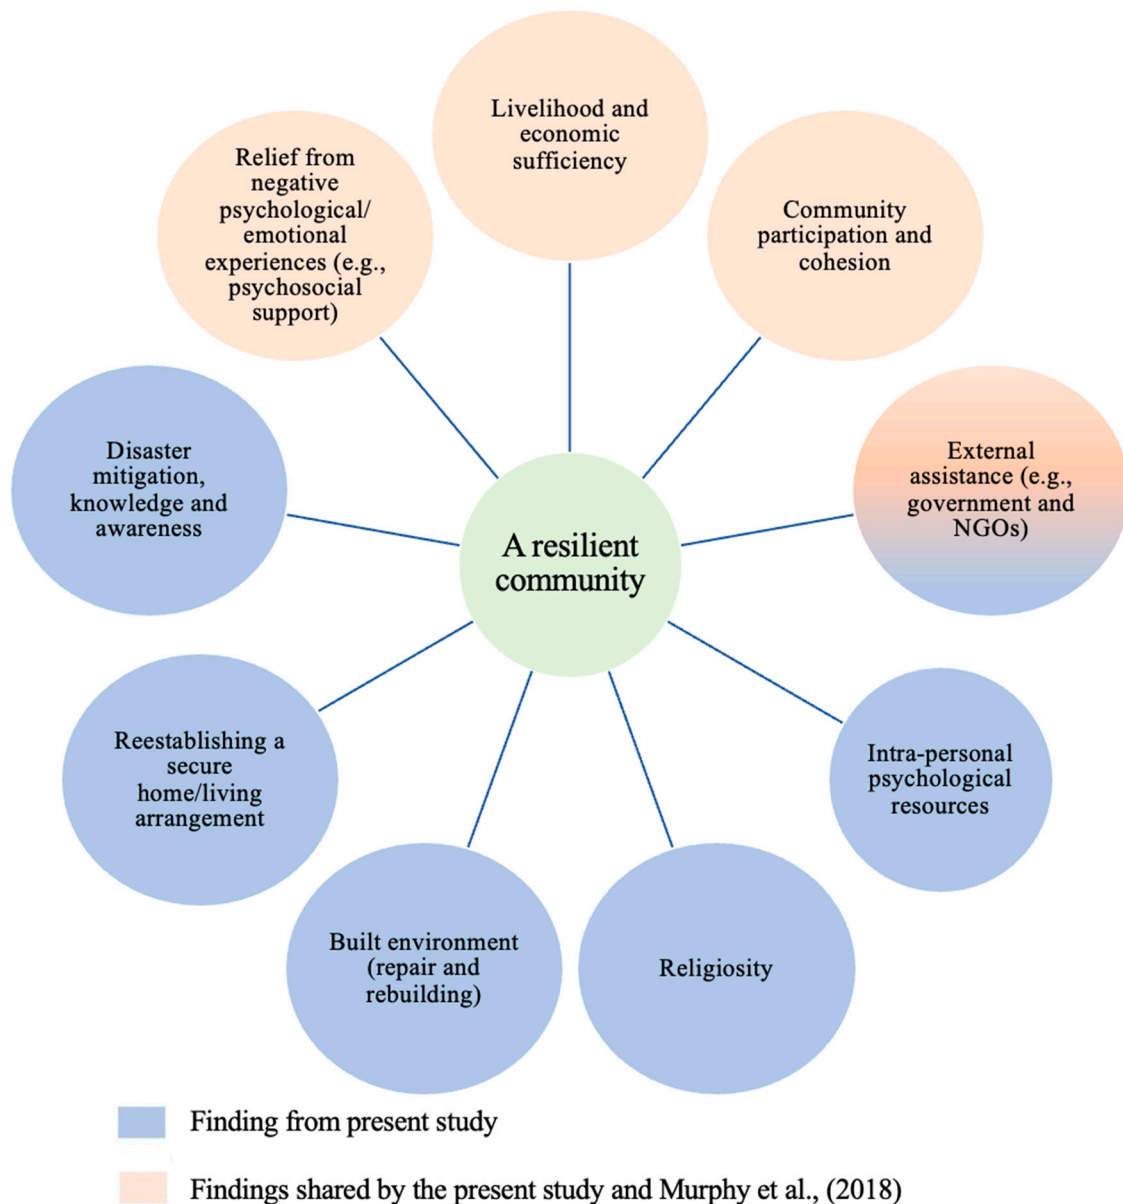 Livelihood and
economic
sufficiency
Relief from
negative
psychological/
emotional
experiences (e.g.,
psychosocial
support)
Community
participation and
cohesion
Disaster
mitigation,
knowledge and
awareness
External
assistance (e.g.,
government and
NGOs)
A resilient
community
Reestablishing a
secure
home/living
arrangement
Intra-personal
psychological
resources
Built environment
(repair and
rebuilding)
Religiosity
Finding from present study
Findings shared by the present study and Murphy et al., (2018)